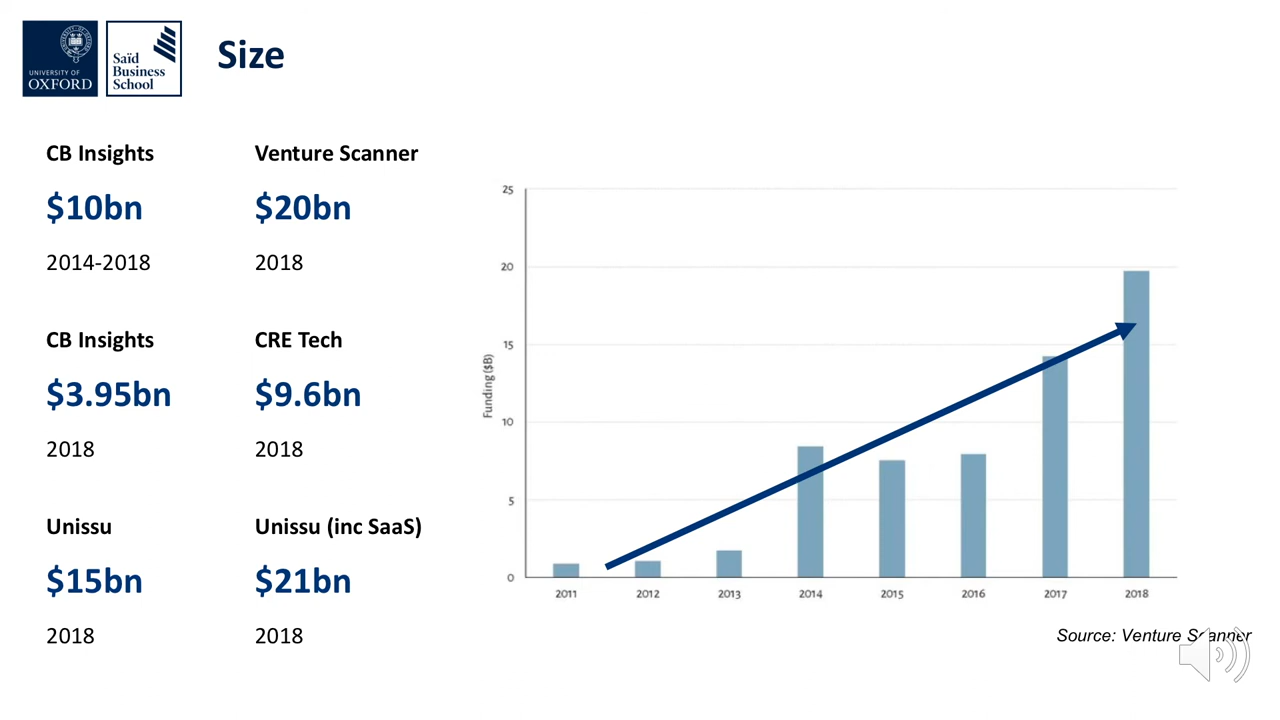 UNIVERSITY OF
OXFORD
Saïd
Business
School
Size
CB Insights
$10bn
2014-2018
Venture Scanner
$20bn
2018
CB Insights
$3.95bn
2018
CRE Tech
$9.6bn
2018
Unissu
$15bn
2018
Unissu (inc SaaS)
$21bn
2018
Funding ($B)
25
20
15
10
5
0
2011 2012 2013 2014 2015 2016 2017 2018
Source: Venture Scanner